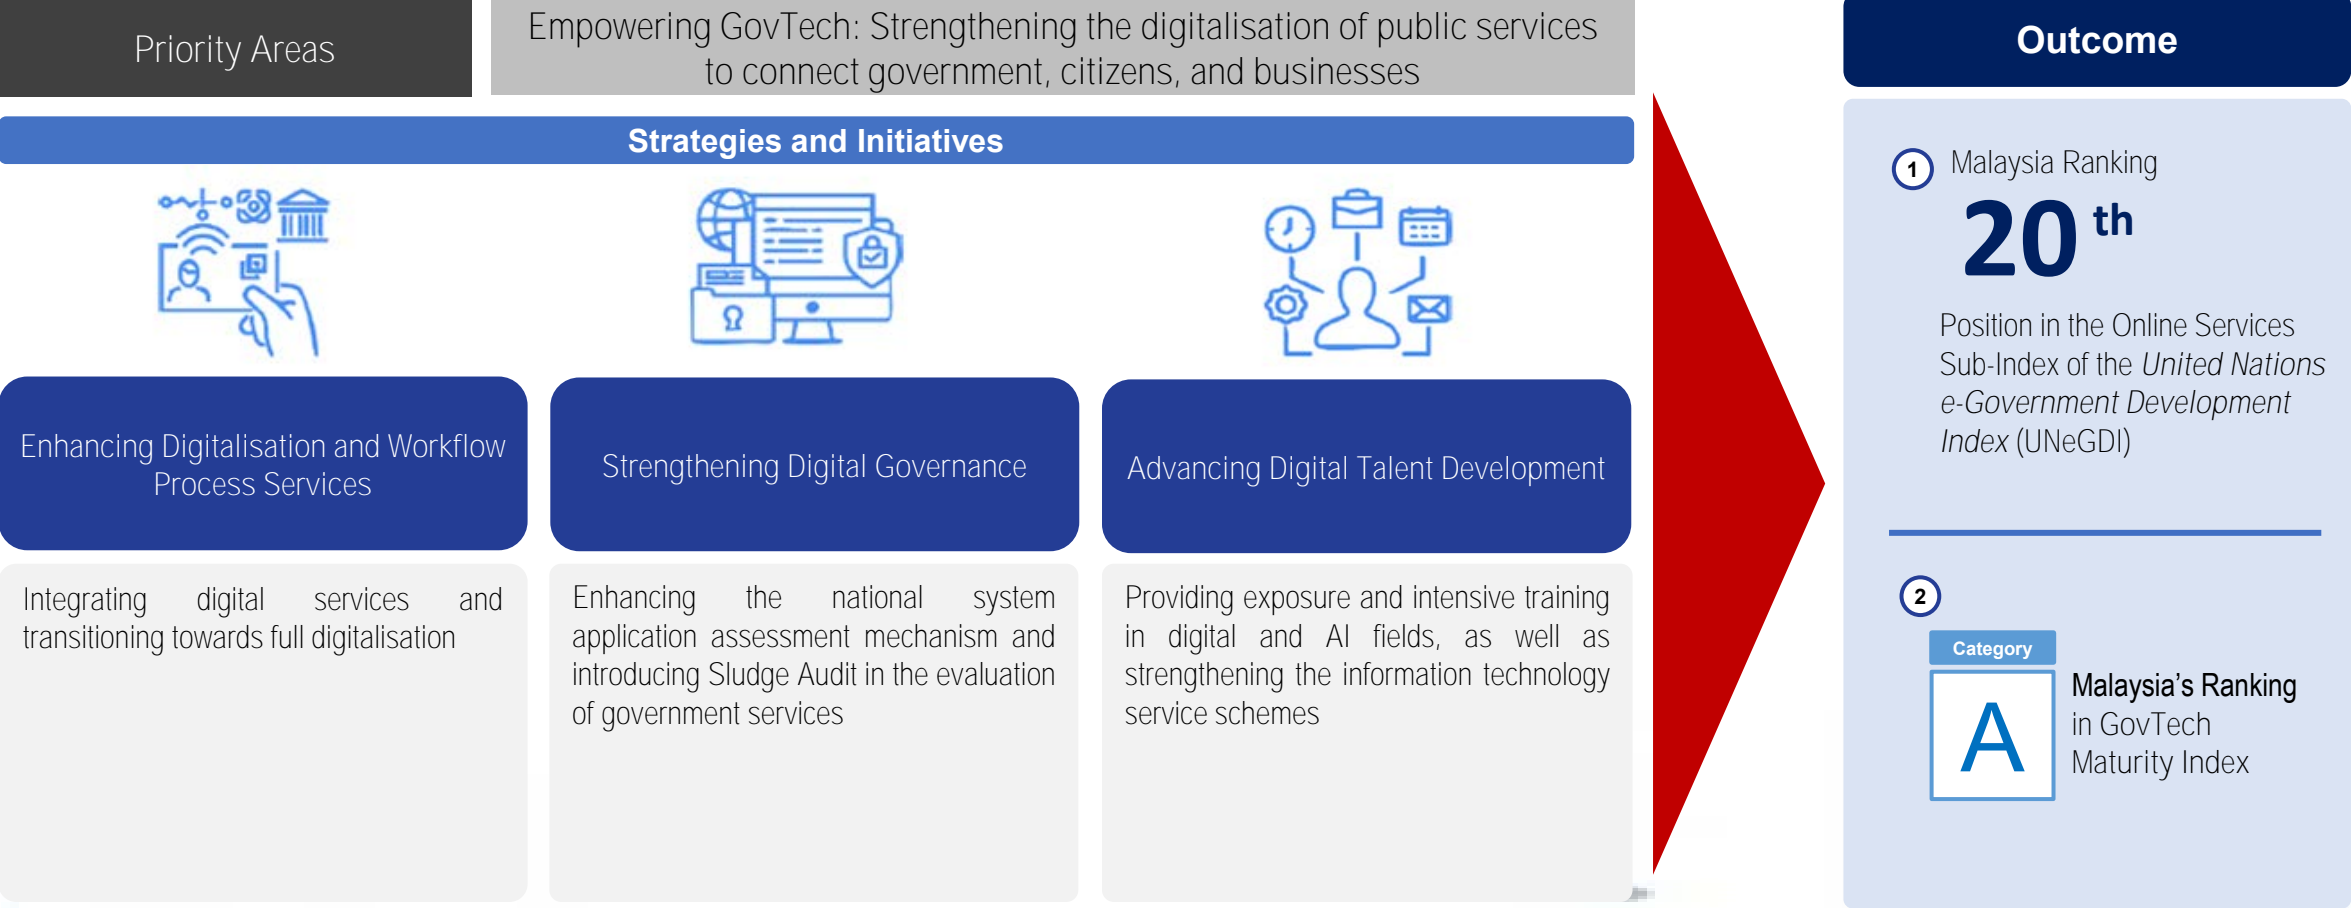 Priority Areas
Empowering GovTech: Strengthening the digitalisation of public services
to connect government, citizens, and businesses
Strategies and Initiatives
Enhancing Digitalisation and Workflow
Process Services
Integrating digital services and
transitioning towards full digitalisation
Strengthening Digital Governance
Enhancing the national system
application assessment mechanism and
introducing Sludge Audit in the evaluation
of government services
Advancing Digital Talent Development
Providing exposure and intensive training
in digital and AI fields, as well as
strengthening the information technology
service schemes
Outcome
1 Malaysia Ranking
20 th
Position in the Online Services
Sub-Index of the United Nations
e-Government Development
Index (UNeGDI)
2
Category
A
Malaysia’s Ranking
in GovTech
Maturity Index